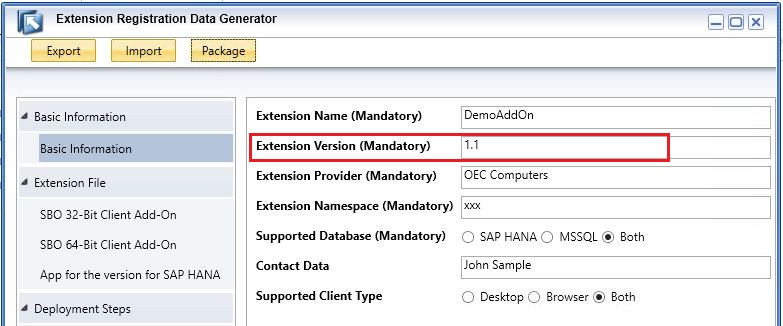 Extension Registration Data Generator
Export Import Package
Basic Information
Basic Information
Extension File
SBO 32-Bit Client Add-On
SBO 64-Bit Client Add-On
App for the version for SAP HANA
Deployment Steps
Extension Name (Mandatory) DemoAddOn
Extension Version (Mandatory) 1.1
Extension Provider (Mandatory) OEC Computers
Extension Namespace (Mandatory) xxx
Supported Database (Mandatory) SAP HANA MSSQL Both
Contact Data John Sample
Supported Client Type Desktop Browser Both